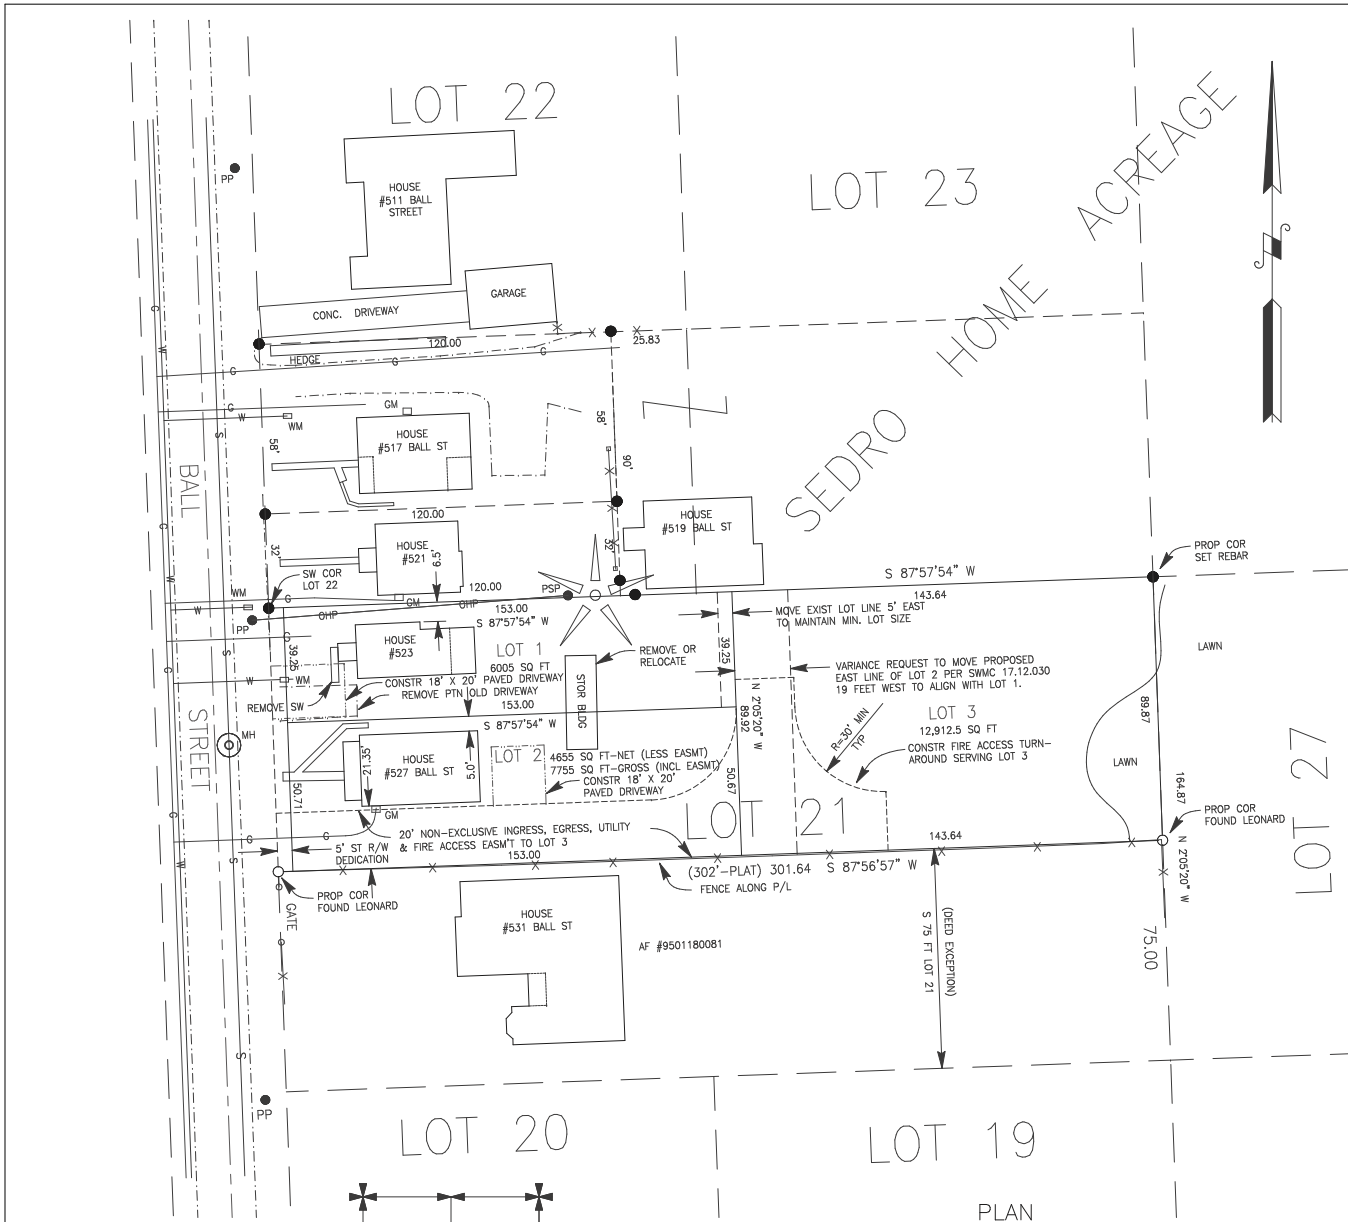 LOT 22
LOT 23
SEDRO HOME ACREAGE
PP
HOUSE
#511 BALL
STREET
GARAGE
CONC. DRIVEWAY
HEDGE
120.00
25.83
G
G
G
G
W
G
W
WM
GM
S
58'
58'
90'
HOUSE
#517 BALL ST
BALL
STREET
120.00
HOUSE
#519 BALL ST
HOUSE
#521
9.5'
32'
32'
SW COR
LOT 22
PSP
120.00
153.00
S 87°57'54" W
S 87°57'54" W
143.64
PROP COR
SET REBAR
WM
W
G
GM
OHP
OHP
PP
HOUSE
#523
39.25
LOT 1
6005 SQ FT
CONSTR 18' X 20' PAVED DRIVEWAY
REMOVE PTN OLD DRIVEWAY
REMOVE SW
WM
W
G
REMOVE OR
RELOCATE
STOR BLDG
39.25
MOVE EXIST LOT LINE 5' EAST
TO MAINTAIN MIN. LOT SIZE
VARIANCE REQUEST TO MOVE PROPOSED
EAST LINE OF LOT 2 PER SWMC 17.12.030
19 FEET WEST TO ALIGN WITH LOT 1.
LAWN
LAWN
153.00
S 87°57'54" W
N 2°05'20" W
89.92
LOT 3
12,912.5 SQ FT
R=30' MIN
TYP
CONSTR FIRE ACCESS TURN-
AROUND SERVING LOT 3
89.87
MH
HOUSE
#527 BALL ST
21.35'
5.0'
LOT 2
4655 SQ FT-NET (LESS EASMT)
7755 SQ FT-GROSS (INCL EASMT)
CONSTR 18' X 20'
PAVED DRIVEWAY
50.71
50.67
GM
G
G
LOT 21
164.87
N 2°05'20" W
PROP COR
FOUND LEONARD
LOT 27
20' NON-EXCLUSIVE INGRESS, EGRESS, UTILITY
& FIRE ACCESS EASM'T TO LOT 3
5' ST R/W
DEDICATION
153.00
143.64
(302'-PLAT) 301.64 S 87°56'57" W
FENCE ALONG P/L
PROP COR
FOUND LEONARD
GATE
HOUSE
#531 BALL ST
AF #9501180081
(DEED EXCEPTION)
S 75 FT LOT 21
75.00
S
PP
LOT 20
LOT 19
PLAN